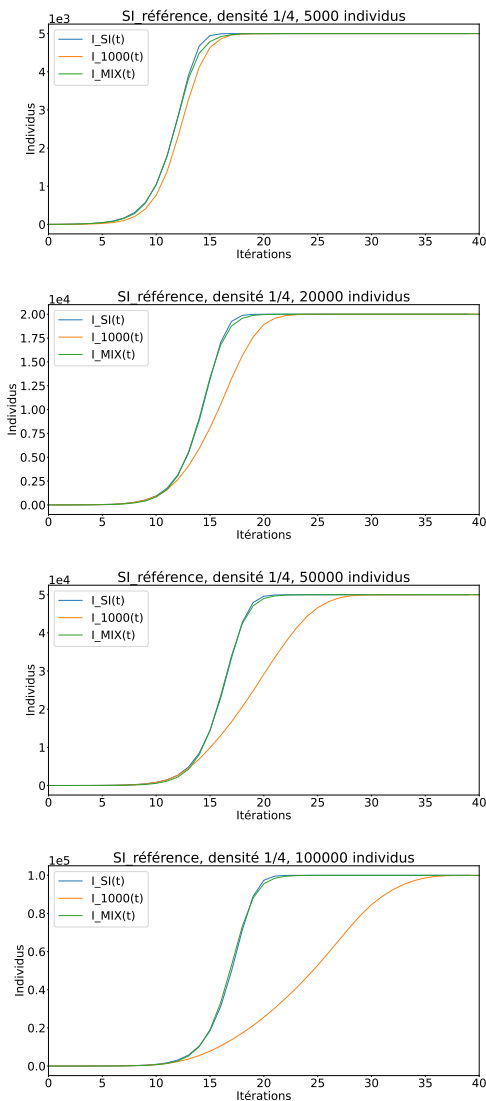 SI_référence, densité 1/4, 5000 individus
1e3
I_SI(t)
I_1000(t)
I_MIX(t)
5
4
3
2
1
0
Individus
0 5 10 15 20 25 30 35 40
Itérations
SI_référence, densité 1/4, 20000 individus
1e4
I_SI(t)
I_1000(t)
I_MIX(t)
2.00
1.75
1.50
1.25
1.00
0.75
0.50
0.25
0.00
Individus
0 5 10 15 20 25 30 35 40
Itérations
SI_référence, densité 1/4, 50000 individus
1e4
I_SI(t)
I_1000(t)
I_MIX(t)
5
4
3
2
1
0
Individus
0 5 10 15 20 25 30 35 40
Itérations
SI_référence, densité 1/4, 100000 individus
1e5
I_SI(t)
I_1000(t)
I_MIX(t)
1.0
0.8
0.6
0.4
0.2
0.0
Individus
0 5 10 15 20 25 30 35 40
Itérations